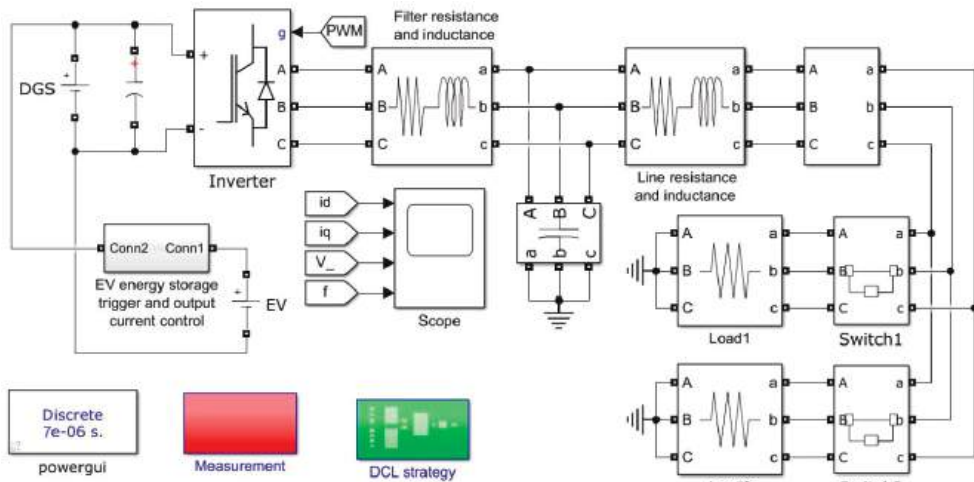 Filter resistance
and inductance
g
PWM
DGS
+
+
+
-
A
B
C
Inverter
A
B
C
a
b
c
A
B
C
a
b
c
Line resistance
and inductance
A
B
C
a
b
c
id
iq
V_
f
Scope
A B C
a b c
Conn2 Conn1
EV energy storage
trigger and output
current control
+
EV
A
B
C
a
b
c
Load1
A
B
C
a
b
c
Switch1
A
B
C
a
b
c
A
B
C
a
b
c
Discrete
7e-06 s.
powergui
Measurement
DCL strategy